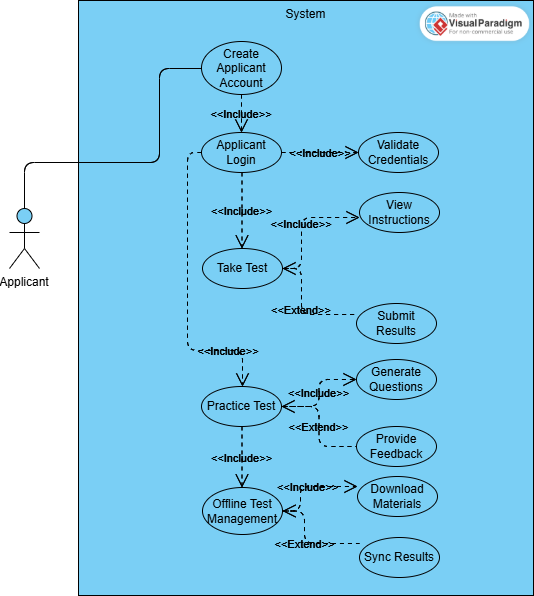 System
Made with
VisualParadigm
For non-commercial use
Create
Applicant
Account
<<Include>>
Applicant
Login
<<Include>>
Validate
Credentials
<<Include>>
View
Instructions
<<Include>>
Take Test
Applicant
<<Extend>>
Submit
Results
<<Include>>
Generate
Questions
<<Include>>
Practice Test
<<Extend>>
Provide
Feedback
<<Include>>
Download
Materials
<<Include>>
Offline Test
Management
<<Extend>>
Sync Results